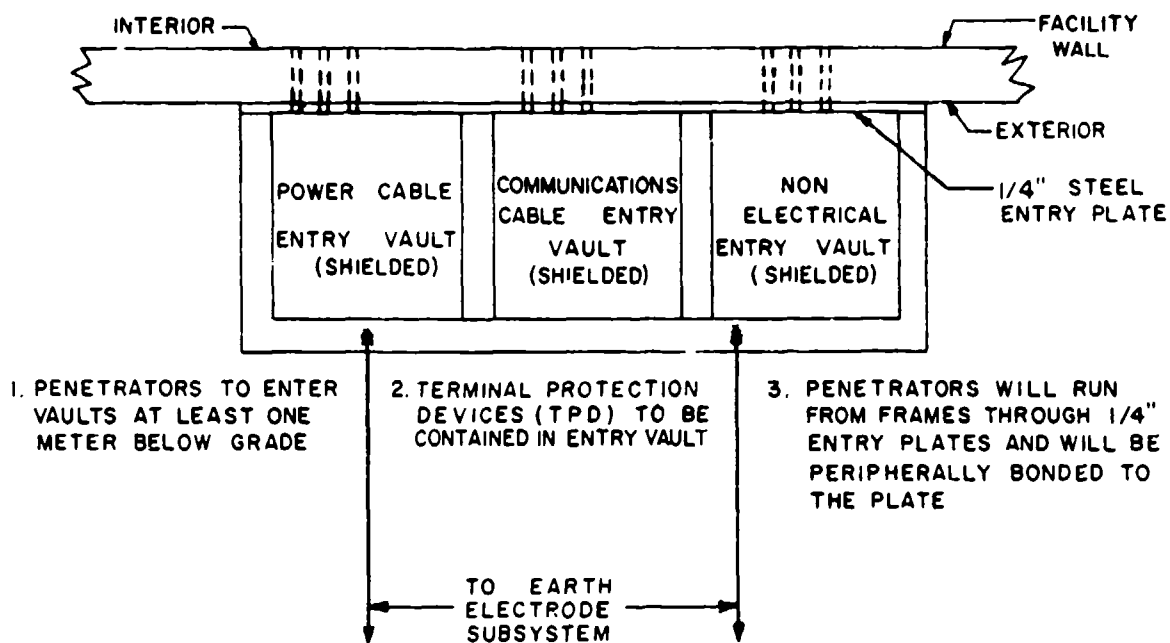 INTERIOR
FACILITY
WALL
EXTERIOR
1/4" STEEL
ENTRY PLATE
POWER CABLE
ENTRY VAULT
(SHIELDED)
COMMUNICATIONS
CABLE ENTRY
VAULT
(SHIELDED)
NON
ELECTRICAL
ENTRY VAULT
(SHIELDED)
1. PENETRATORS TO ENTER
VAULTS AT LEAST ONE
METER BELOW GRADE
2. TERMINAL PROTECTION
DEVICES (TPD) TO BE
CONTAINED IN ENTRY VAULT
3. PENETRATORS WILL RUN
FROM FRAMES THROUGH 1/4"
ENTRY PLATES AND WILL BE
PERIPHERALLY BONDED TO
THE PLATE
TO EARTH
ELECTRODE
SUBSYSTEM